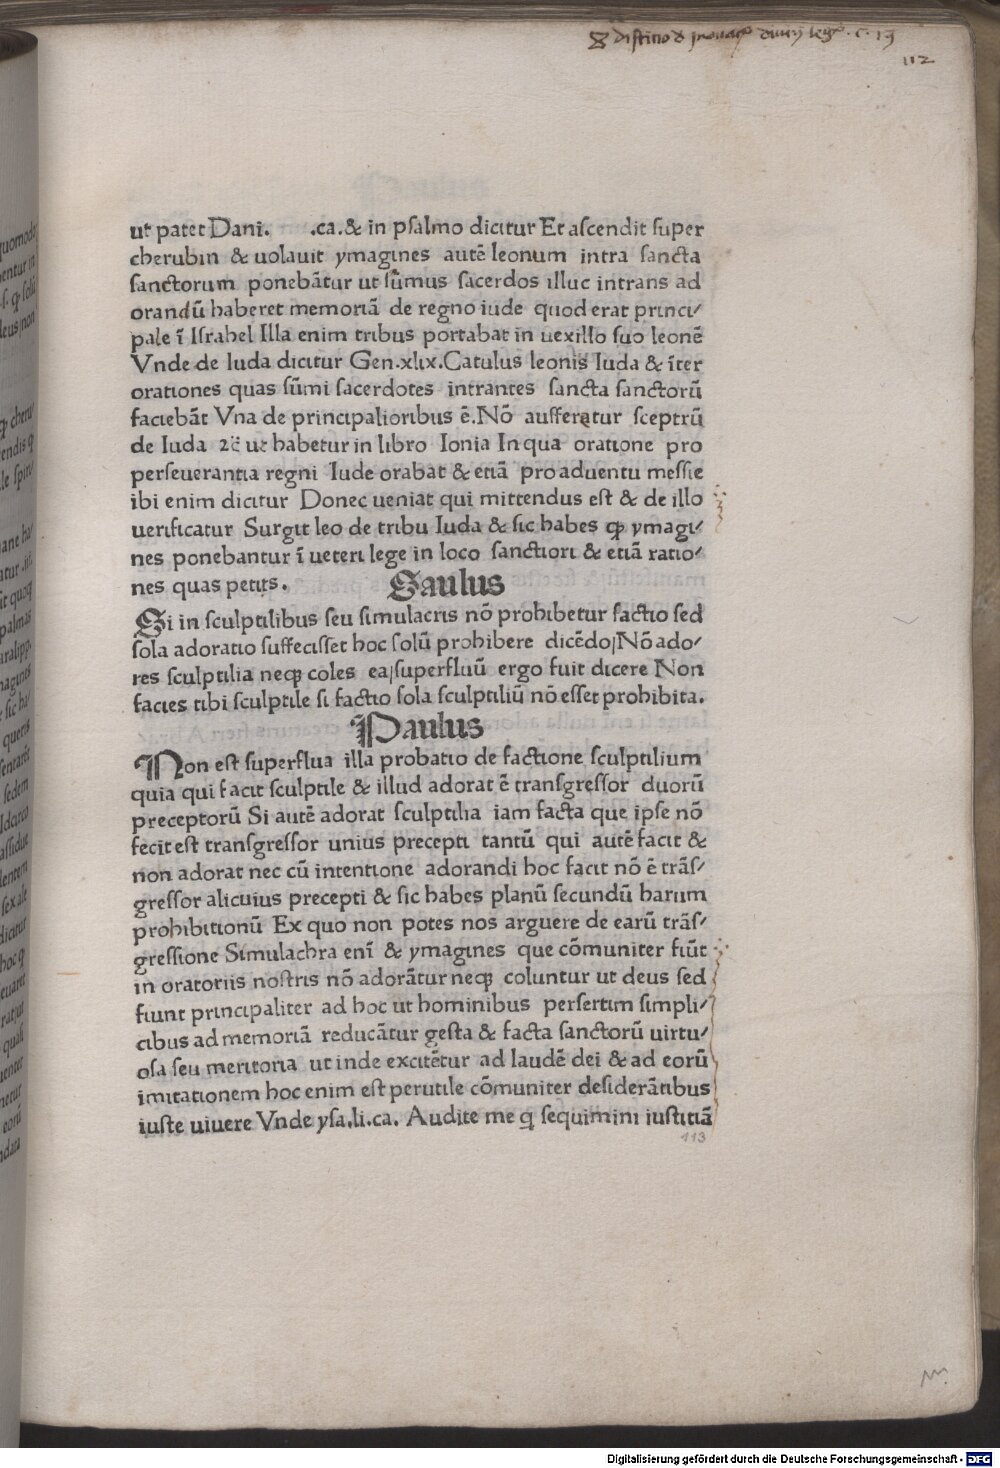 distinctio
112
ut patet Dani. .ca.& in psalmo dicitur Et ascendit super
cherubin & uolauit ymagines autē leonum intra sancta
sanctorum ponebātur ut sūmus sacerdos illuc intrans ad
orandū haberet memoriā de regno iude quod erat princi/
pale ī Israhel Illa enim tribus portabat in uexillo suo leonē
Vnde de Iuda dicitur Gen.xlix.Catulus leonis Iuda & īter
orationes quas sūmi sacerdotes intrantes sancta sanctorū
faciebāt Vna de principalioribus ē.Nō aufferetur sceptrū
de Iuda ⁊c̄ ut habetur in libro Ionia In qua oratione pro
perseuerantia regni Iude orabat & etiā pro aduentu messie
ibi enim dicitur Donec ueniat qui mittendus est & de illo
uerificatur Surgit leo de tribu Iuda & sic habes ꝙ ymagi/
nes ponebantur ī ueteri lege in loco sanctiori & etiā ratio/
nes quas petitis.
Saulus
Si in sculptilibus seu simulacris nō prohibetur factio sed
sola adoratio suffecisset hoc solū prohibere dicēdo|Nō ado/
res sculptilia neqꝫ coles ea|superfluū ergo fuit dicere Non
facies tibi sculptile si factio sola sculptiliū nō esset prohibita.
Paulus
Non est superflua illa probatio de factione sculptilium
quia qui facit sculptile & illud adorat ē transgressor duorū
preceptorū Si autē adorat sculptilia iam facta que ipse nō
fecit est transgressor unius precepti tantū qui autē facit &
non adorat nec cū intentione adorandi hoc facit nō ē trās/
gressor alicuius precepti & sic habes planū secundū harum
prohibitionū Ex quo non potes nos arguere de earū trās/
gressione Simulachra enī & ymagines que cōmuniter fiūt
in oratoriis nostris nō adorātur neqꝫ coluntur ut deus sed
fiunt principaliter ad hoc ut hominibus persertim simpli/
cibus ad memoriā reducātur gesta & facta sanctorū uirtu/
osa seu meritoria ut inde excitētur ad laudē dei & ad eorū
imitationem hoc enim est perutile cōmuniter desiderātibus
iuste uiuere Vnde ysa.li.ca. Audite me q̄ sequimini iustitiā
113
Digitalisierung gefördert durch die Deutsche Forschungsgemeinschaft - DFG